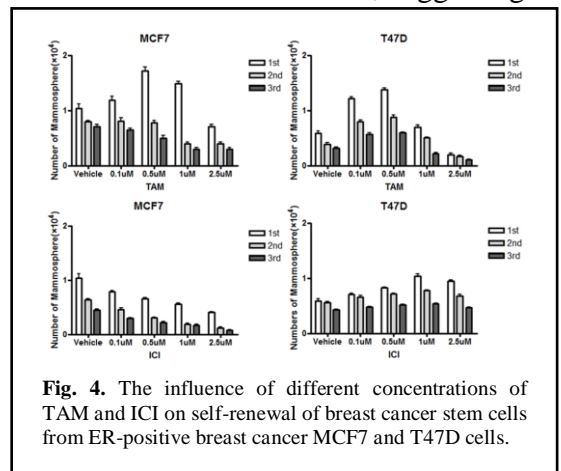 MCF7
Number of Mammosphere(×10⁴)
2
1
0
1st
2nd
3rd
Vehicle 0.1uM 0.5uM 1uM 2.5uM
TAM
T47D
Number of Mammosphere(×10⁴)
2
1
0
1st
2nd
3rd
Vehicle 0.1uM 0.5uM 1uM 2.5uM
TAM
MCF7
Number of Mammosphere(×10⁴)
2
1
0
1st
2nd
3rd
Vehicle 0.1uM 0.5uM 1uM 2.5uM
ICI
T47D
Numbers of Mammosphere(×10⁴)
2
1
0
1st
2nd
3rd
Vehicle 0.1uM 0.5uM 1uM 2.5uM
ICI
Fig. 4. The influence of different concentrations of
TAM and ICI on self-renewal of breast cancer stem cells
from ER-positive breast cancer MCF7 and T47D cells.